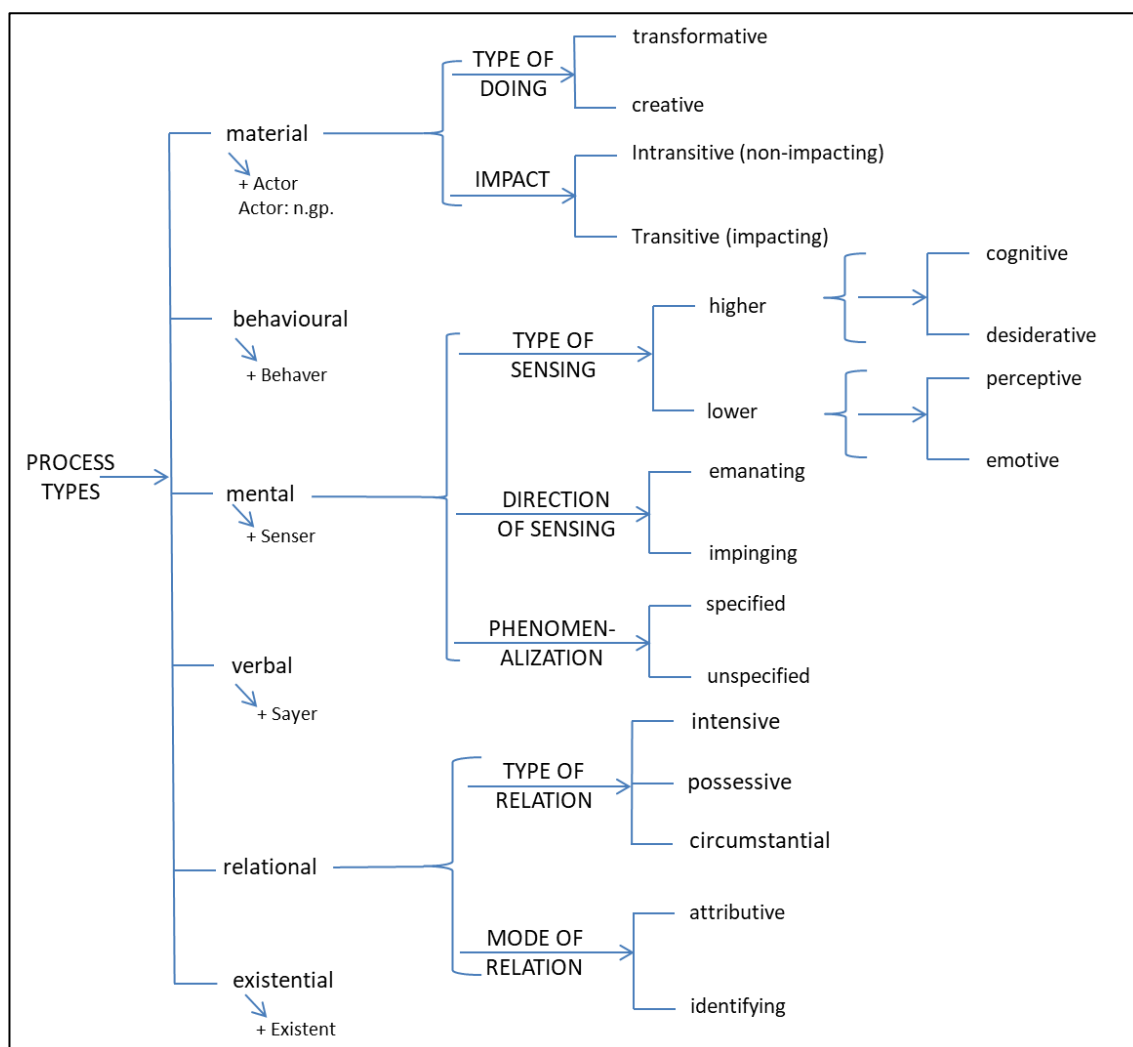 PROCESS
TYPES
material
+ Actor
Actor: n.gp.
TYPE OF
DOING
transformative
creative
IMPACT
Intransitive (non-impacting)
Transitive (impacting)
behavioural
+ Behaver
mental
+ Senser
TYPE OF
SENSING
higher
cognitive
desiderative
lower
perceptive
emotive
DIRECTION
OF SENSING
emanating
impinging
PHENOMEN-
ALIZATION
specified
unspecified
verbal
+ Sayer
relational
TYPE OF
RELATION
intensive
possessive
circumstantial
MODE OF
RELATION
attributive
identifying
existential
+ Existent